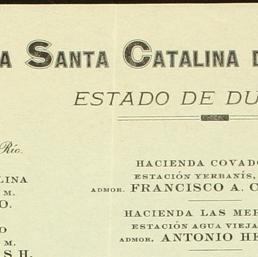 A SANTA CATALINA D
ESTADO DE DU
Río.
LINA
M.
O.
O
M.
S H.
HACIENDA COVADO
ESTACIÓN YERBANÍS,
ADMOR. FRANCISCO A. C
HACIENDA LAS MER
ESTACIÓN AGUA VIEJA
ADMOR. ANTONIO HE